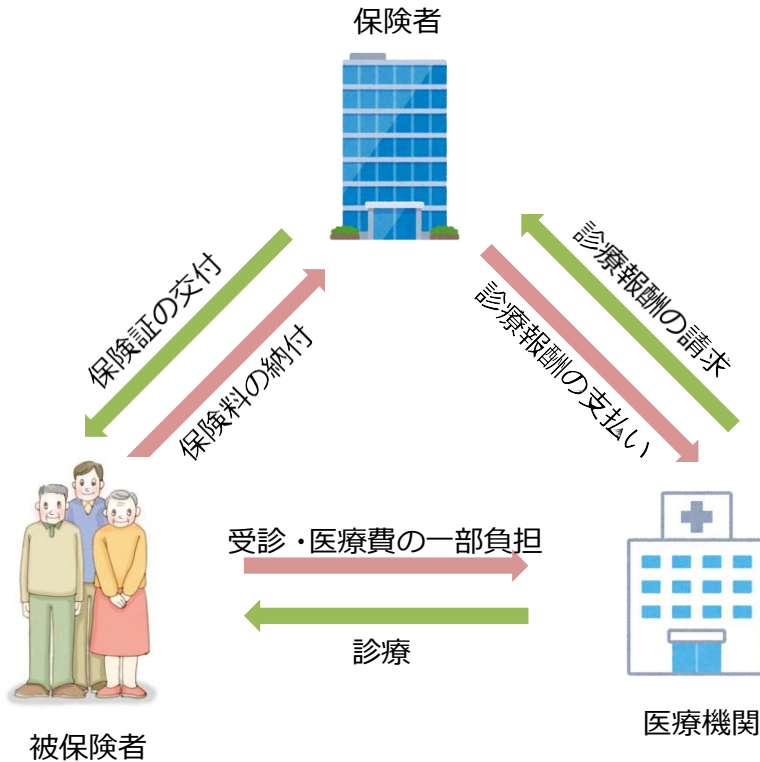 保険者
保険証の交付
保険料の納付
診療報酬の請求
診療報酬の支払い
受診・医療費の一部負担
診療
被保険者
医療機関